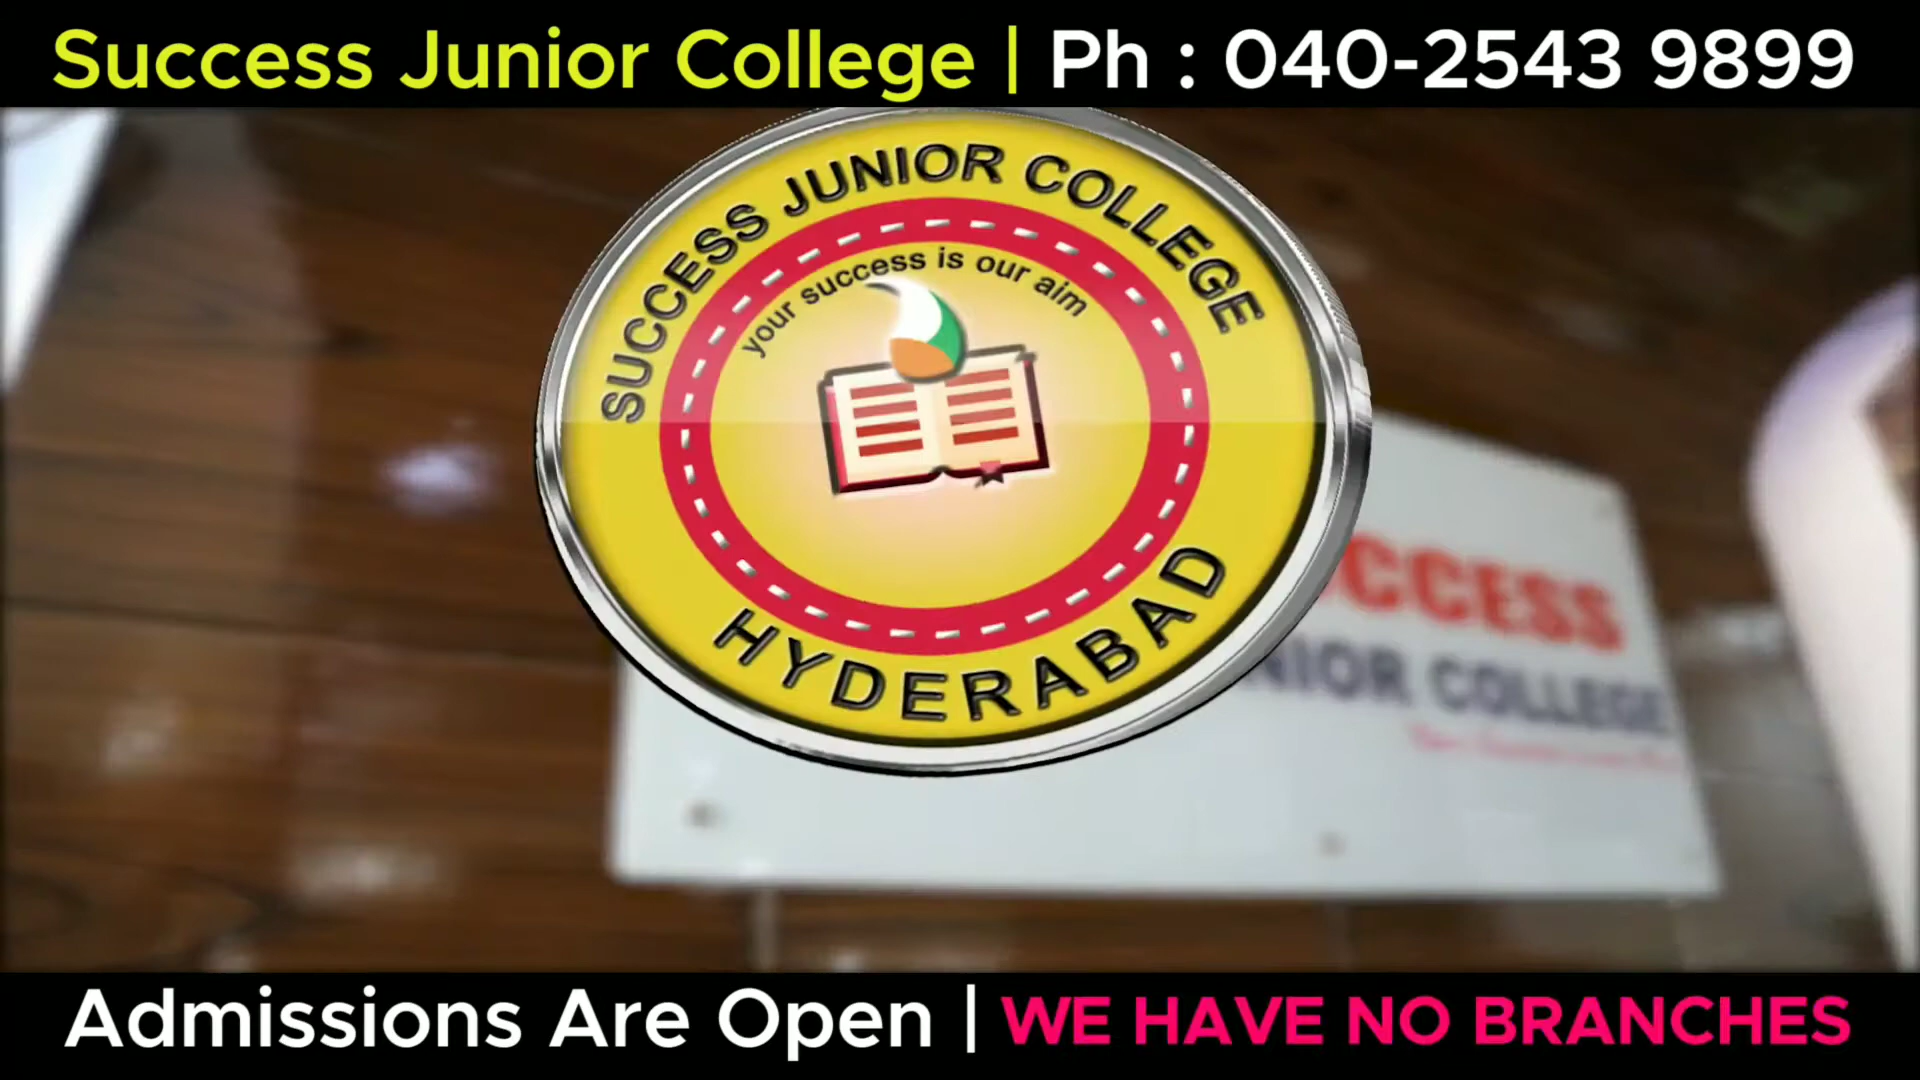 Success Junior College | Ph : 040-2543 9899
SUCCESS JUNIOR COLLEGE
your success is our aim
HYDERABAD
CCESS
NIOR COLLEGE
Admissions Are Open | WE HAVE NO BRANCHES